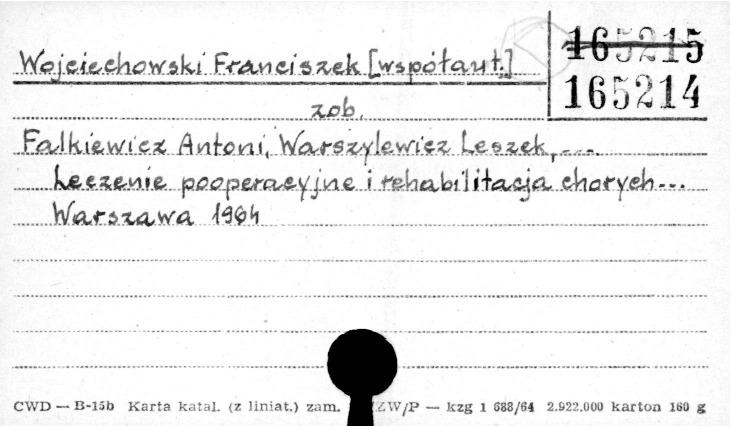 Wojciechowski Franciszek [współaut.]
165215
165214
zob.
Falkiewicz Antoni, Warszylewicz Leszek, ---
Leczenie pooperacyjne i rehabilitacja chorych ---
Warszawa 1964
CWD — B-15b Karta katal. (z liniat.) zam. ZW/P — kzg 1 688/64 2.922.000 karton 160 g